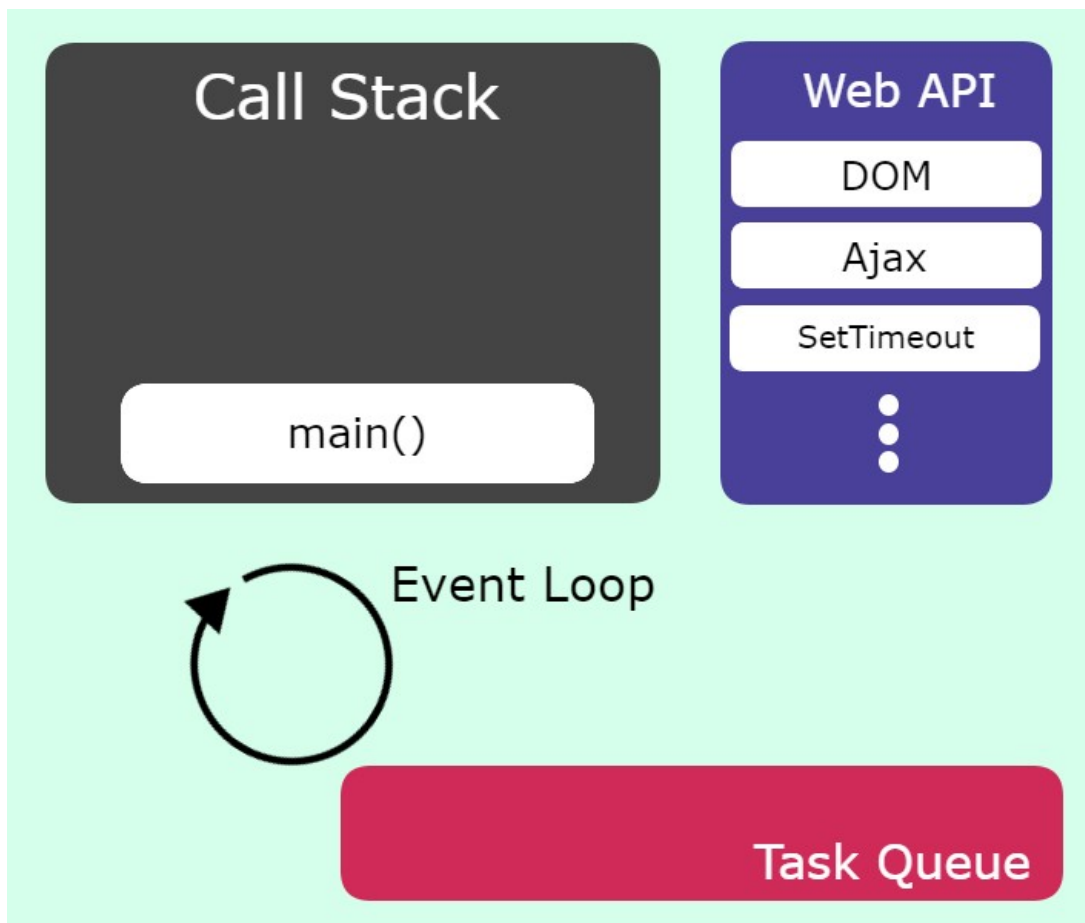 Call Stack
main()
Web API
DOM
Ajax
SetTimeout
Event Loop
Task Queue